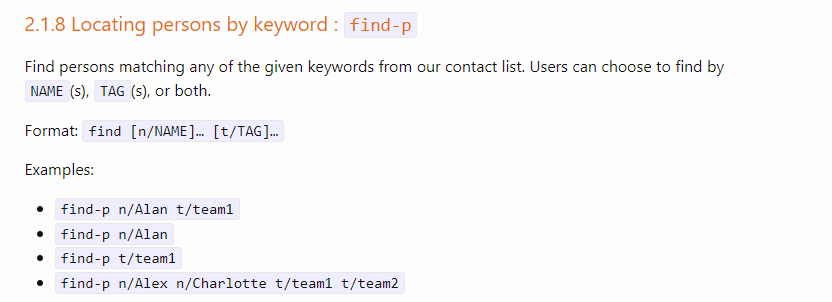 2.1.8 Locating persons by keyword : find-p
Find persons matching any of the given keywords from our contact list. Users can choose to find by
NAME (s), TAG (s), or both.
Format: find [n/NAME]… [t/TAG]…
Examples:
• find-p n/Alan t/team1
• find-p n/Alan
• find-p t/team1
• find-p n/Alex n/Charlotte t/team1 t/team2